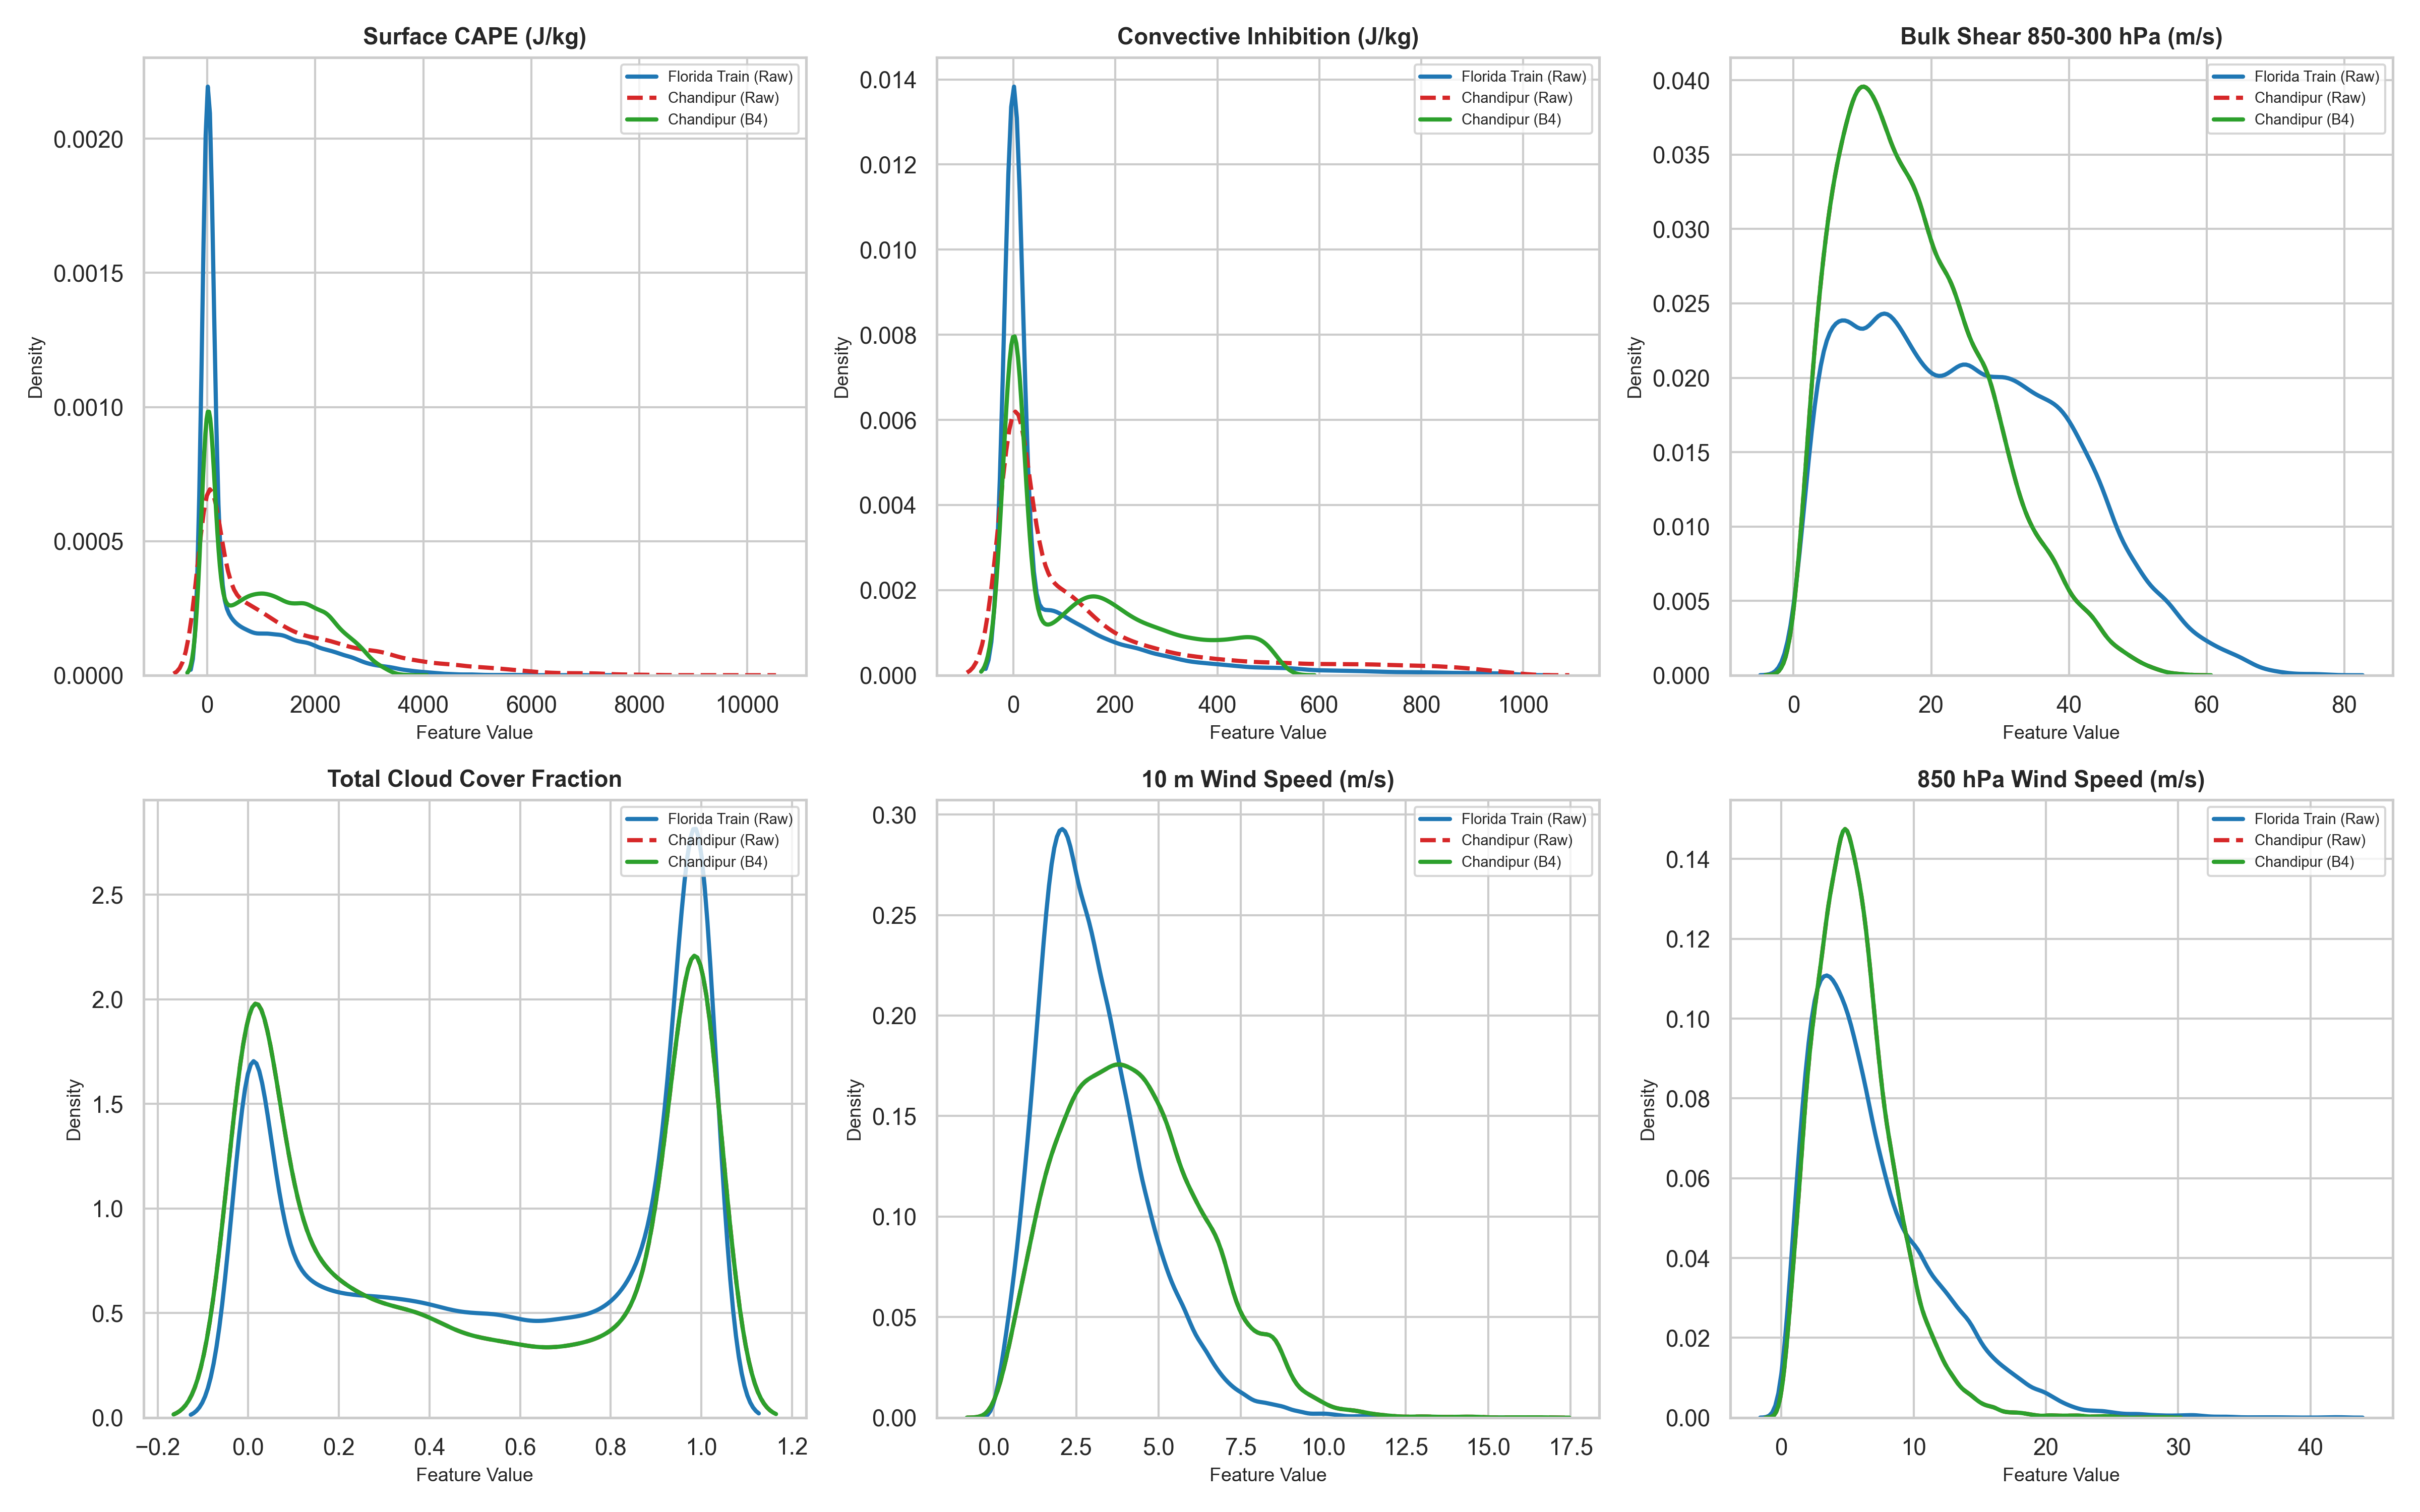 Surface CAPE (J/kg)
Florida Train (Raw)
Chandipur (Raw)
Chandipur (B4)
0.0020
0.0015
0.0010
0.0005
0.0000
Density
0 2000 4000 6000 8000 10000
Feature Value
Convective Inhibition (J/kg)
Florida Train (Raw)
Chandipur (Raw)
Chandipur (B4)
0.014
0.012
0.010
0.008
0.006
0.004
0.002
0.000
Density
0 200 400 600 800 1000
Feature Value
Bulk Shear 850-300 hPa (m/s)
Florida Train (Raw)
Chandipur (Raw)
Chandipur (B4)
0.040
0.035
0.030
0.025
0.020
0.015
0.010
0.005
0.000
Density
0 20 40 60 80
Feature Value
Total Cloud Cover Fraction
Florida Train (Raw)
Chandipur (Raw)
Chandipur (B4)
2.5
2.0
1.5
1.0
0.5
0.0
Density
−0.2 0.0 0.2 0.4 0.6 0.8 1.0 1.2
Feature Value
10 m Wind Speed (m/s)
Florida Train (Raw)
Chandipur (Raw)
Chandipur (B4)
0.30
0.25
0.20
0.15
0.10
0.05
0.00
Density
0.0 2.5 5.0 7.5 10.0 12.5 15.0 17.5
Feature Value
850 hPa Wind Speed (m/s)
Florida Train (Raw)
Chandipur (Raw)
Chandipur (B4)
0.14
0.12
0.10
0.08
0.06
0.04
0.02
0.00
Density
0 10 20 30 40
Feature Value